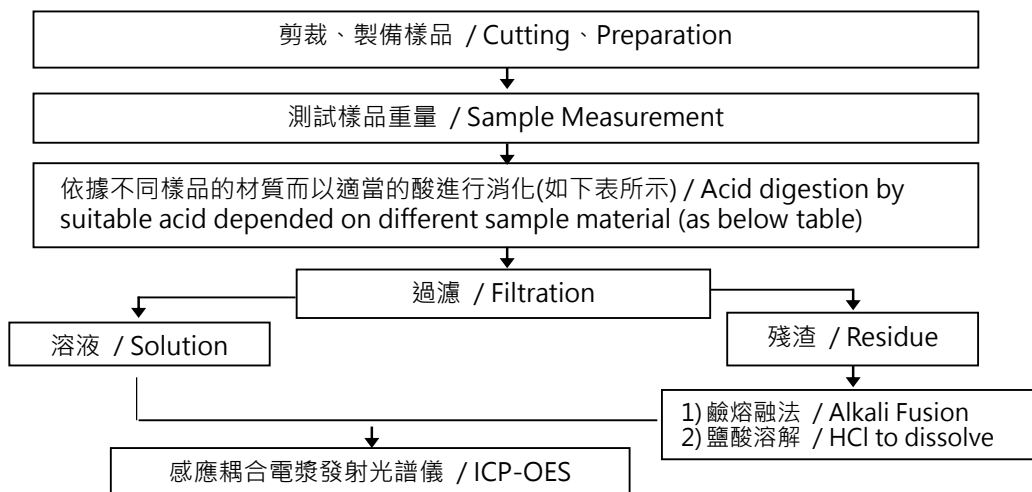 剪裁、製備樣品 / Cutting、Preparation
測試樣品重量 / Sample Measurement
依據不同樣品的材質而以適當的酸進行消化(如下表所示) / Acid digestion by
suitable acid depended on different sample material (as below table)
過濾 / Filtration
溶液 / Solution
殘渣 / Residue
1) 鹼熔融法 / Alkali Fusion
2) 鹽酸溶解 / HCl to dissolve
感應耦合電漿發射光譜儀 / ICP-OES